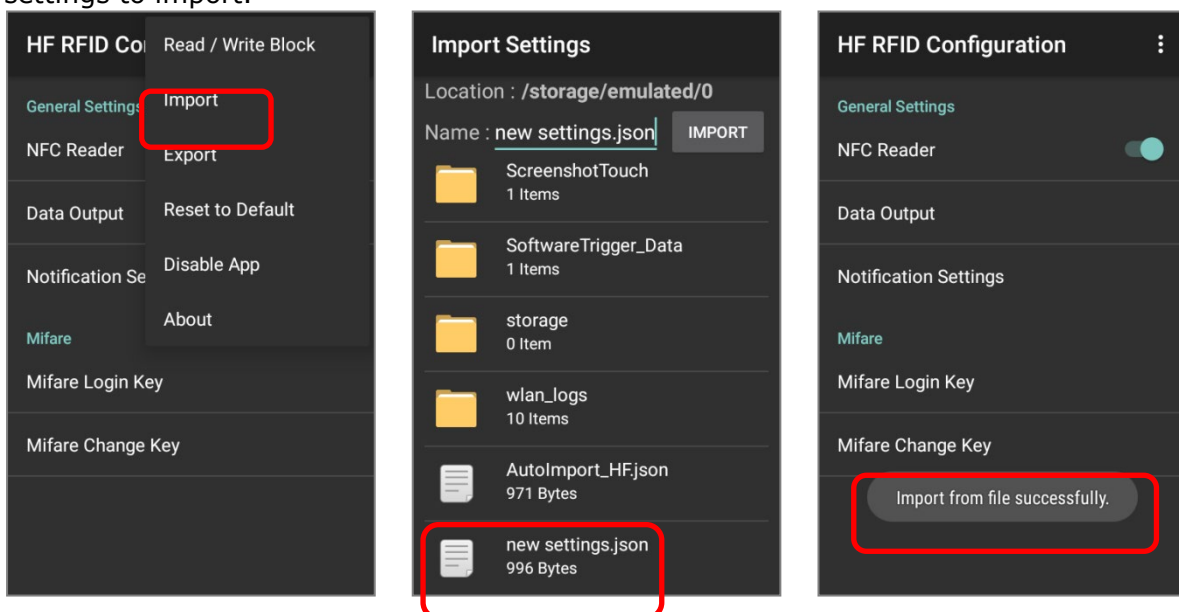 settings to import.
HF RFID Co
Read / Write Block
General Settings
Import
NFC Reader
Export
Data Output
Reset to Default
Notification Se
Disable App
About
Mifare
Mifare Login Key
Mifare Change Key
Import Settings
Location : /storage/emulated/0
Name : new settings.json IMPORT
ScreenshotTouch
1 Items
SoftwareTrigger_Data
1 Items
storage
0 Item
wlan_logs
10 Items
AutoImport_HF.json
971 Bytes
new settings.json
996 Bytes
HF RFID Configuration
General Settings
NFC Reader
Data Output
Notification Settings
Mifare
Mifare Login Key
Mifare Change Key
Import from file successfully.